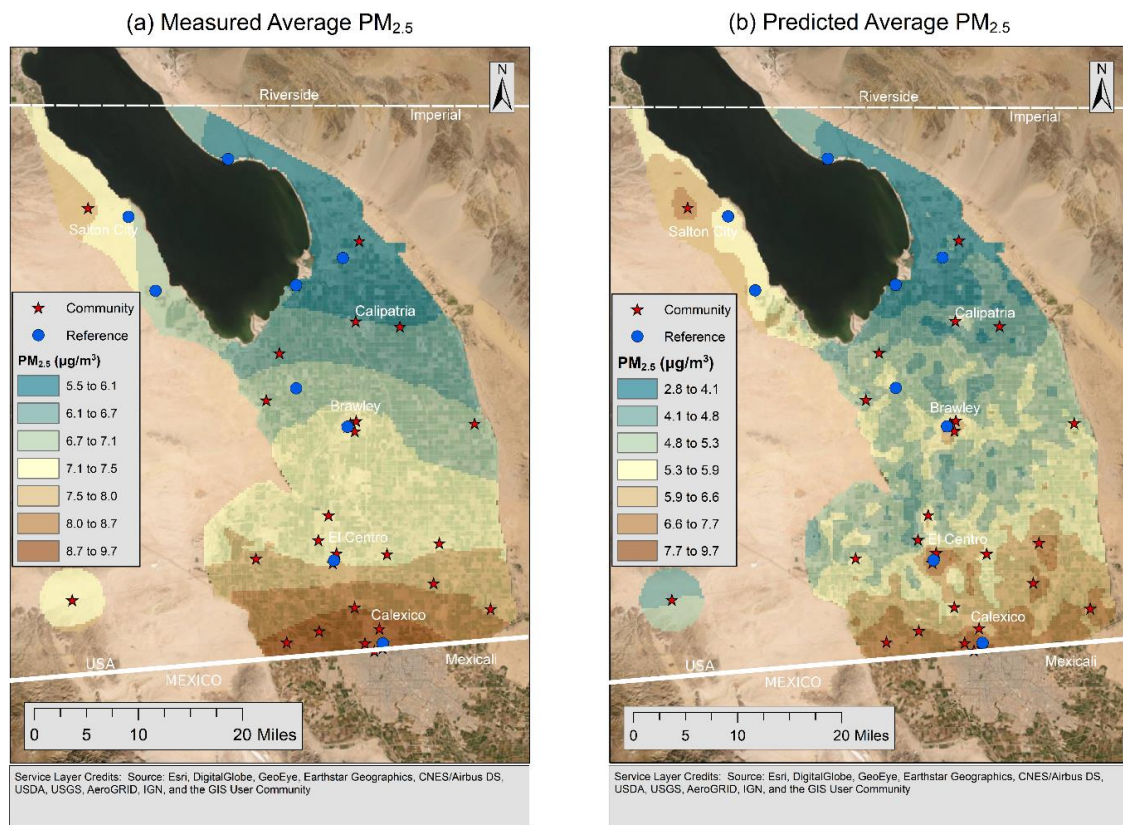 (a) Measured Average PM2.5
N
Riverside
Imperial
Salton City
Calipatria
Community
Reference
PM2.5 (µg/m³)
5.5 to 6.1
6.1 to 6.7
6.7 to 7.1
7.1 to 7.5
7.5 to 8.0
8.0 to 8.7
8.7 to 9.7
Brawley
El Centro
Calexico
USA
MEXICO
Mexicali
0 5 10 20 Miles
Service Layer Credits: Source: Esri, DigitalGlobe, GeoEye, Earthstar Geographics, CNES/Airbus DS,
USDA, USGS, AeroGRID, IGN, and the GIS User Community
(b) Predicted Average PM2.5
N
Riverside
Imperial
Salton City
Calipatria
Community
Reference
PM2.5 (µg/m³)
2.8 to 4.1
4.1 to 4.8
4.8 to 5.3
5.3 to 5.9
5.9 to 6.6
6.6 to 7.7
7.7 to 9.7
Brawley
El Centro
Calexico
USA
MEXICO
Mexicali
0 5 10 20 Miles
Service Layer Credits: Source: Esri, DigitalGlobe, GeoEye, Earthstar Geographics, CNES/Airbus DS,
USDA, USGS, AeroGRID, IGN, and the GIS User Community